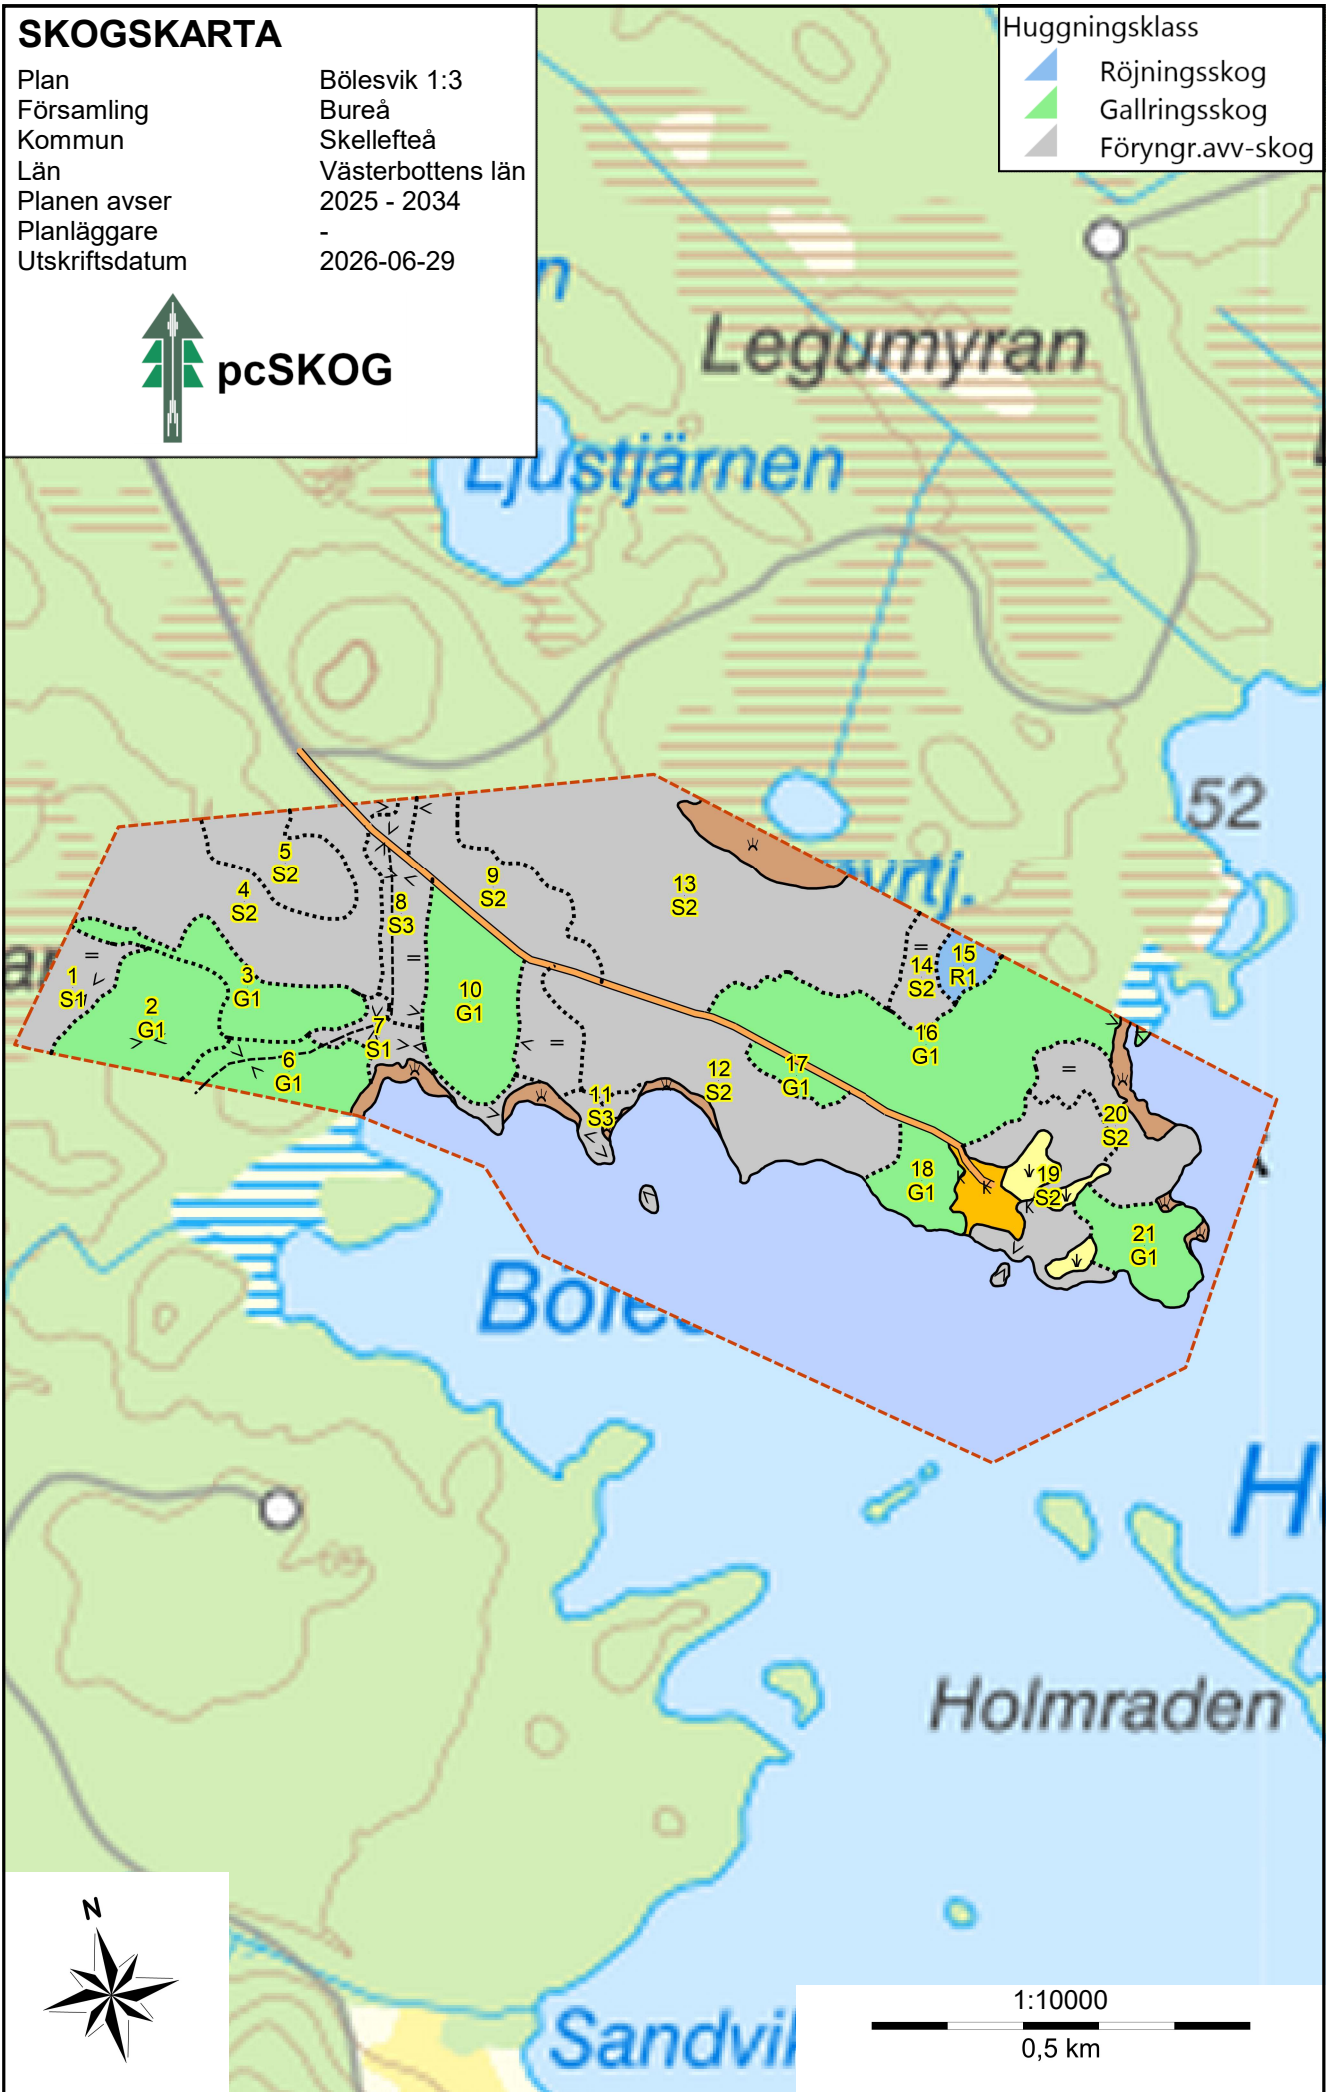 SKOGSKARTA
Plan Bölesvik 1:3
Församling Bureå
Kommun Skellefteå
Län Västerbottens län
Planen avser 2025 - 2034
Planläggare -
Utskriftsdatum 2026-06-29
pcSKOG
Huggningsklass
Röjningsskog
Gallringsskog
Föryngr.avv-skog
Legumyran
Ljustjärnen
52
5
S2
4
S2
9
S2
13
S2
8
S3
1
S1
3
G1
2
G1
10
G1
15
R1
14
S2
7
S1
6
G1
16
G1
12
S2
17
G1
11
S3
20
S2
18
G1
19
S2
21
G1
K
K
K
Holmraden
N
1:10000
0,5 km